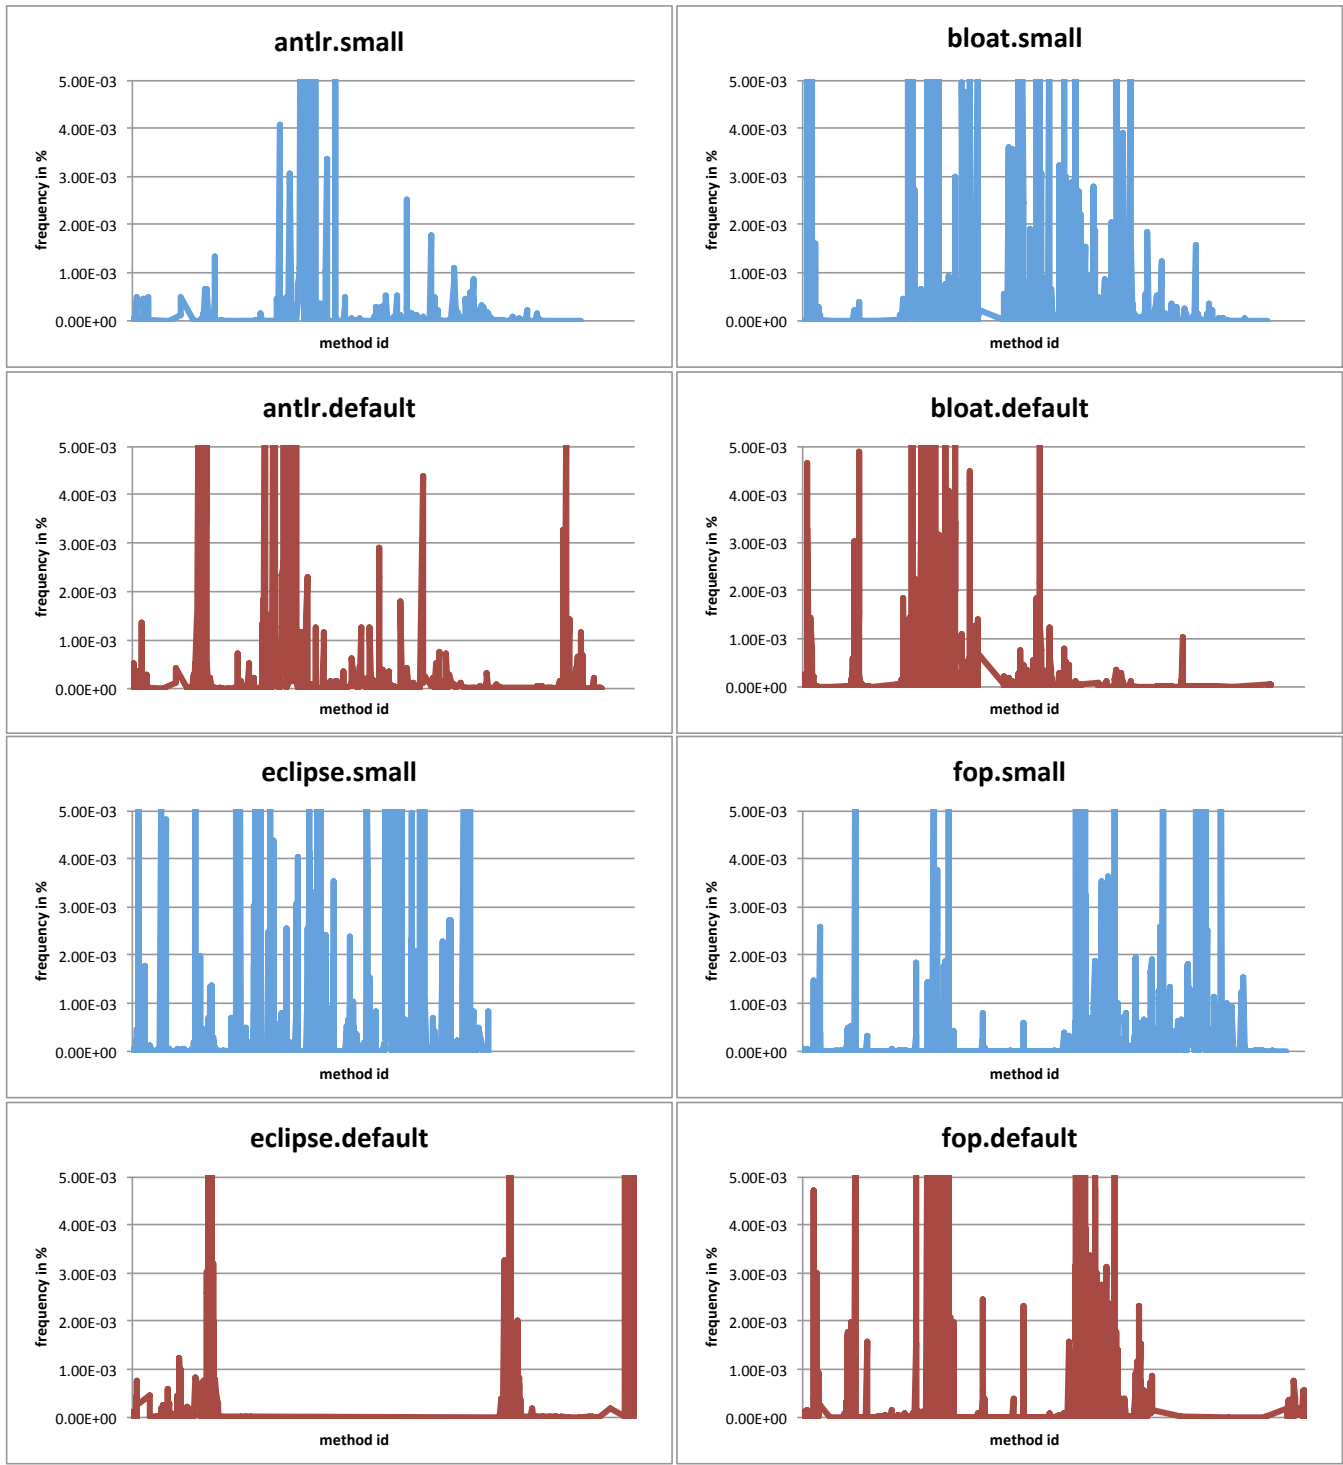 antlr.small
5.00E-03
4.00E-03
3.00E-03
2.00E-03
1.00E-03
0.00E+00
frequency in %
method id
bloat.small
5.00E-03
4.00E-03
3.00E-03
2.00E-03
1.00E-03
0.00E+00
frequency in %
method id
antlr.default
5.00E-03
4.00E-03
3.00E-03
2.00E-03
1.00E-03
0.00E+00
frequency in %
method id
bloat.default
5.00E-03
4.00E-03
3.00E-03
2.00E-03
1.00E-03
0.00E+00
frequency in %
method id
eclipse.small
5.00E-03
4.00E-03
3.00E-03
2.00E-03
1.00E-03
0.00E+00
frequency in %
method id
fop.small
5.00E-03
4.00E-03
3.00E-03
2.00E-03
1.00E-03
0.00E+00
frequency in %
method id
eclipse.default
5.00E-03
4.00E-03
3.00E-03
2.00E-03
1.00E-03
0.00E+00
frequency in %
method id
fop.default
5.00E-03
4.00E-03
3.00E-03
2.00E-03
1.00E-03
0.00E+00
frequency in %
method id